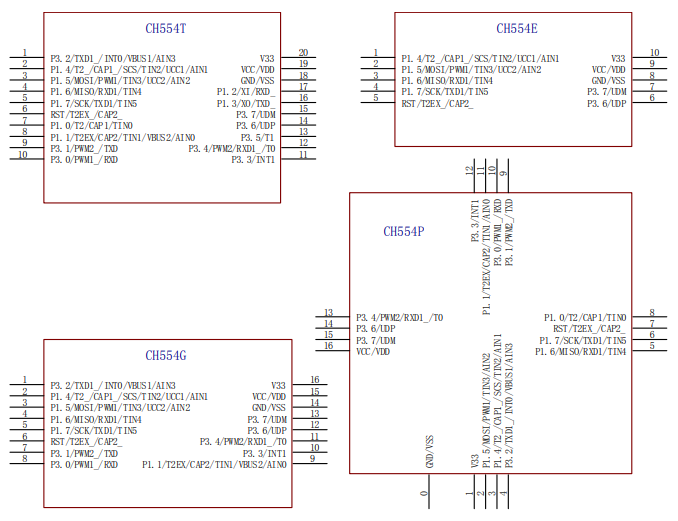 CH554T
1 P3.2/TXD1_/INT0/VBUS1/AIN3 V33 20
2 P1.4/T2_/CAP1_/SCS/TIN2/UCC1/AIN1 VCC/VDD 19
3 P1.5/MOSI/PWM1/TIN3/UCC2/AIN2 GND/VSS 18
4 P1.6/MISO/RXD1/TIN4 P1.2/XI/RXD_ 17
5 P1.7/SCK/TXD1/TIN5 P1.3/XO/TXD_ 16
6 RST/T2EX_/CAP2_ P3.7/UDM 15
7 P1.0/T2/CAP1/TIN0 P3.6/UDP 14
8 P1.1/T2EX/CAP2/TIN1/VBUS2/AIN0 P3.5/T1 13
9 P3.1/PWM2_/TXD P3.4/PWM2/RXD1_/T0 12
10 P3.0/PWM1_/RXD P3.3/INT1 11
CH554E
1 P1.4/T2_/CAP1_/SCS/TIN2/UCC1/AIN1 V33 10
2 P1.5/MOSI/PWM1/TIN3/UCC2/AIN2 VCC/VDD 9
3 P1.6/MISO/RXD1/TIN4 GND/VSS 8
4 P1.7/SCK/TXD1/TIN5 P3.7/UDM 7
5 RST/T2EX_/CAP2_ P3.6/UDP 6
CH554P
12 P3.3/INT1
11 P1.1/T2EX/CAP2/TIN1/AIN0
10 P3.0/PWM1_/RXD
9 P3.1/PWM2_/TXD
13 P3.4/PWM2/RXD1_/T0 P1.0/T2/CAP1/TIN0 8
14 P3.6/UDP RST/T2EX_/CAP2_ 7
15 P3.7/UDM P1.7/SCK/TXD1/TIN5 6
16 VCC/VDD P1.6/MISO/RXD1/TIN4 5
GND/VSS 0
V33 1
P1.5/MOSI/PWM1/TIN3/AIN2 2
P1.4/T2_/CAP1_/SCS/TIN2/AIN1 3
P3.2/TXD1_/INT0/VBUS1/AIN3 4
CH554G
1 P3.2/TXD1_/INT0/VBUS1/AIN3 V33 16
2 P1.4/T2_/CAP1_/SCS/TIN2/UCC1/AIN1 VCC/VDD 15
3 P1.5/MOSI/PWM1/TIN3/UCC2/AIN2 GND/VSS 14
4 P1.6/MISO/RXD1/TIN4 P3.7/UDM 13
5 P1.7/SCK/TXD1/TIN5 P3.6/UDP 12
6 RST/T2EX_/CAP2_ P3.4/PWM2/RXD1_/T0 11
7 P3.1/PWM2_/TXD P3.3/INT1 10
8 P3.0/PWM1_/RXD P1.1/T2EX/CAP2/TIN1/VBUS2/AIN0 9